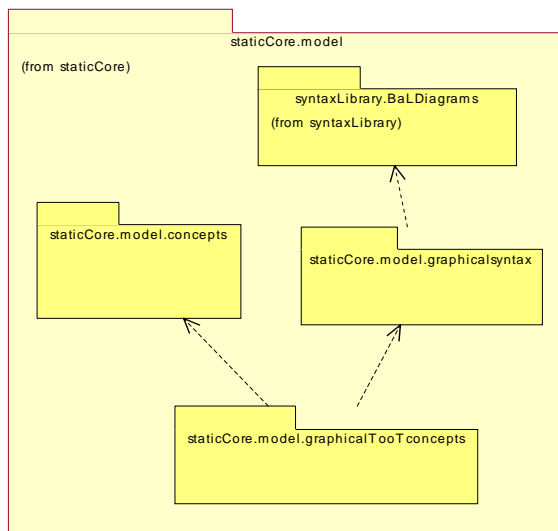 staticCore.model
(from staticCore)
syntaxLibrary.BaLDiagrams
(from syntaxLibrary)
staticCore.model.concepts
staticCore.model.graphicalsyntax
staticCore.model.graphicalTooTconcepts